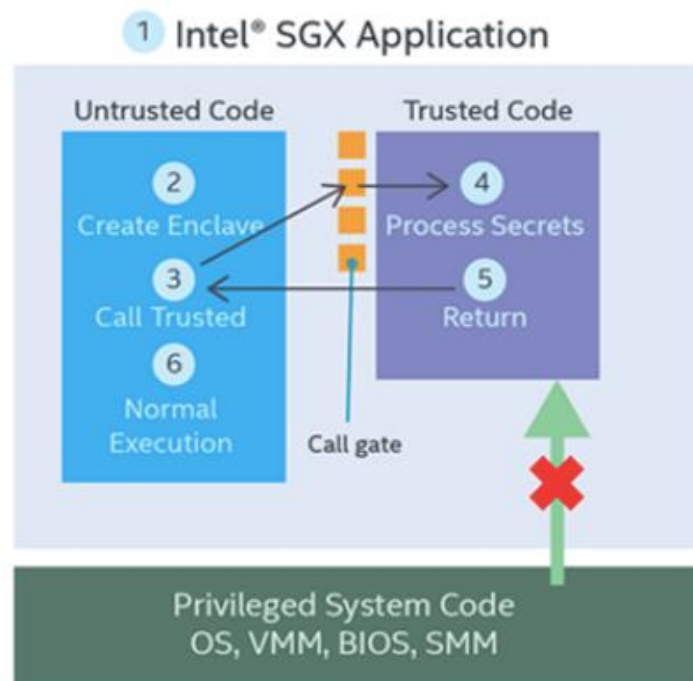 1 Intel® SGX Application
Untrusted Code
Trusted Code
2
Create Enclave
3
Call Trusted
6
Normal
Execution
4
Process Secrets
5
Return
Call gate
Privileged System Code
OS, VMM, BIOS, SMM